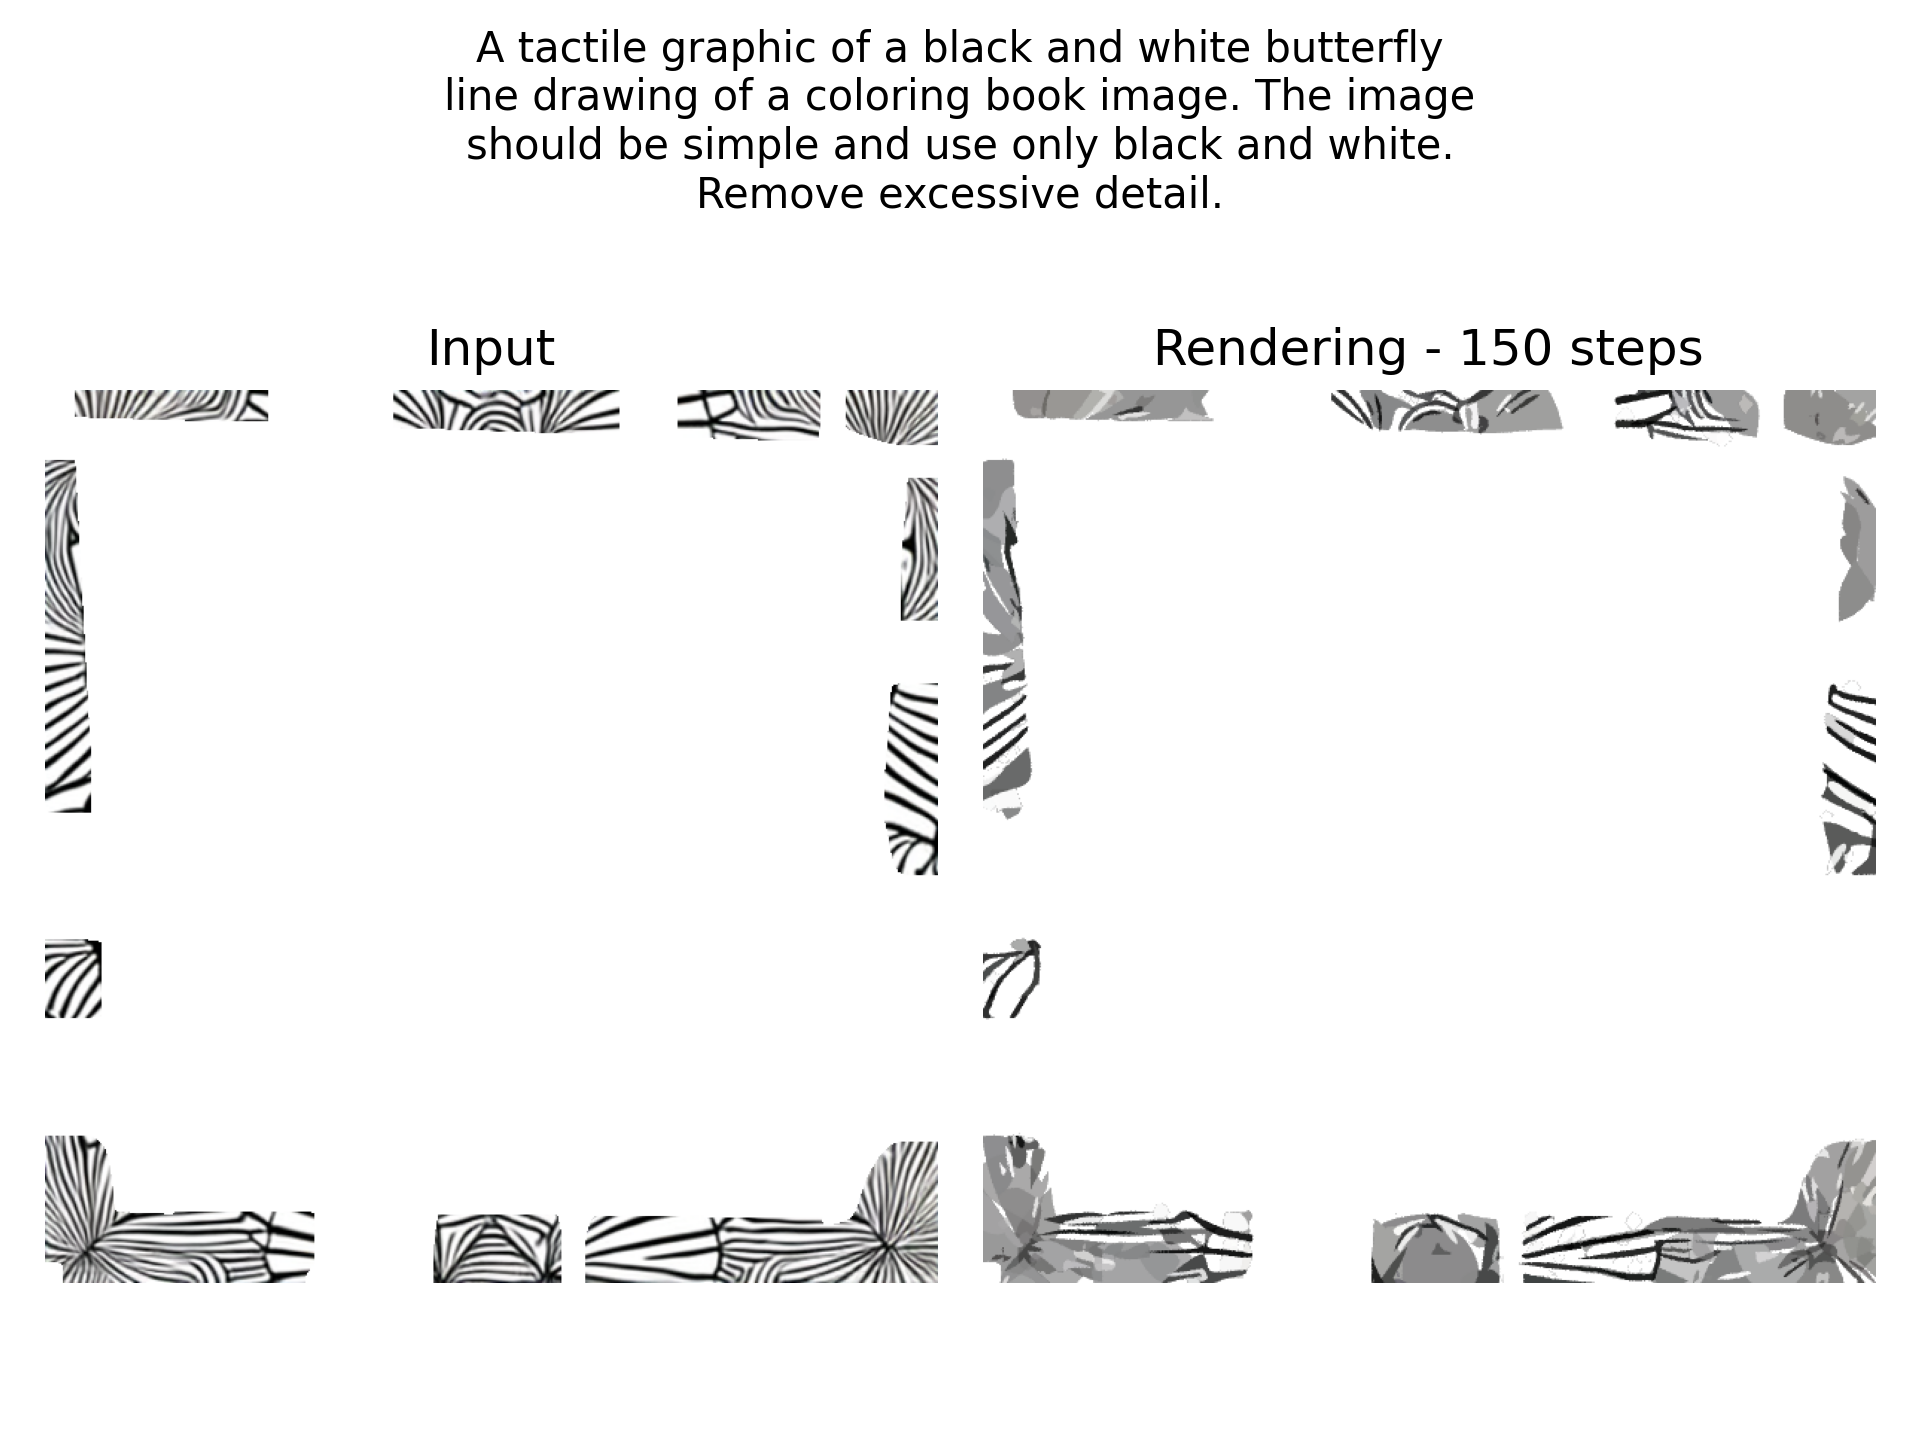 A tactile graphic of a black and white butterfly
line drawing of a coloring book image. The image
should be simple and use only black and white.
Remove excessive detail.
Input
Rendering - 150 steps